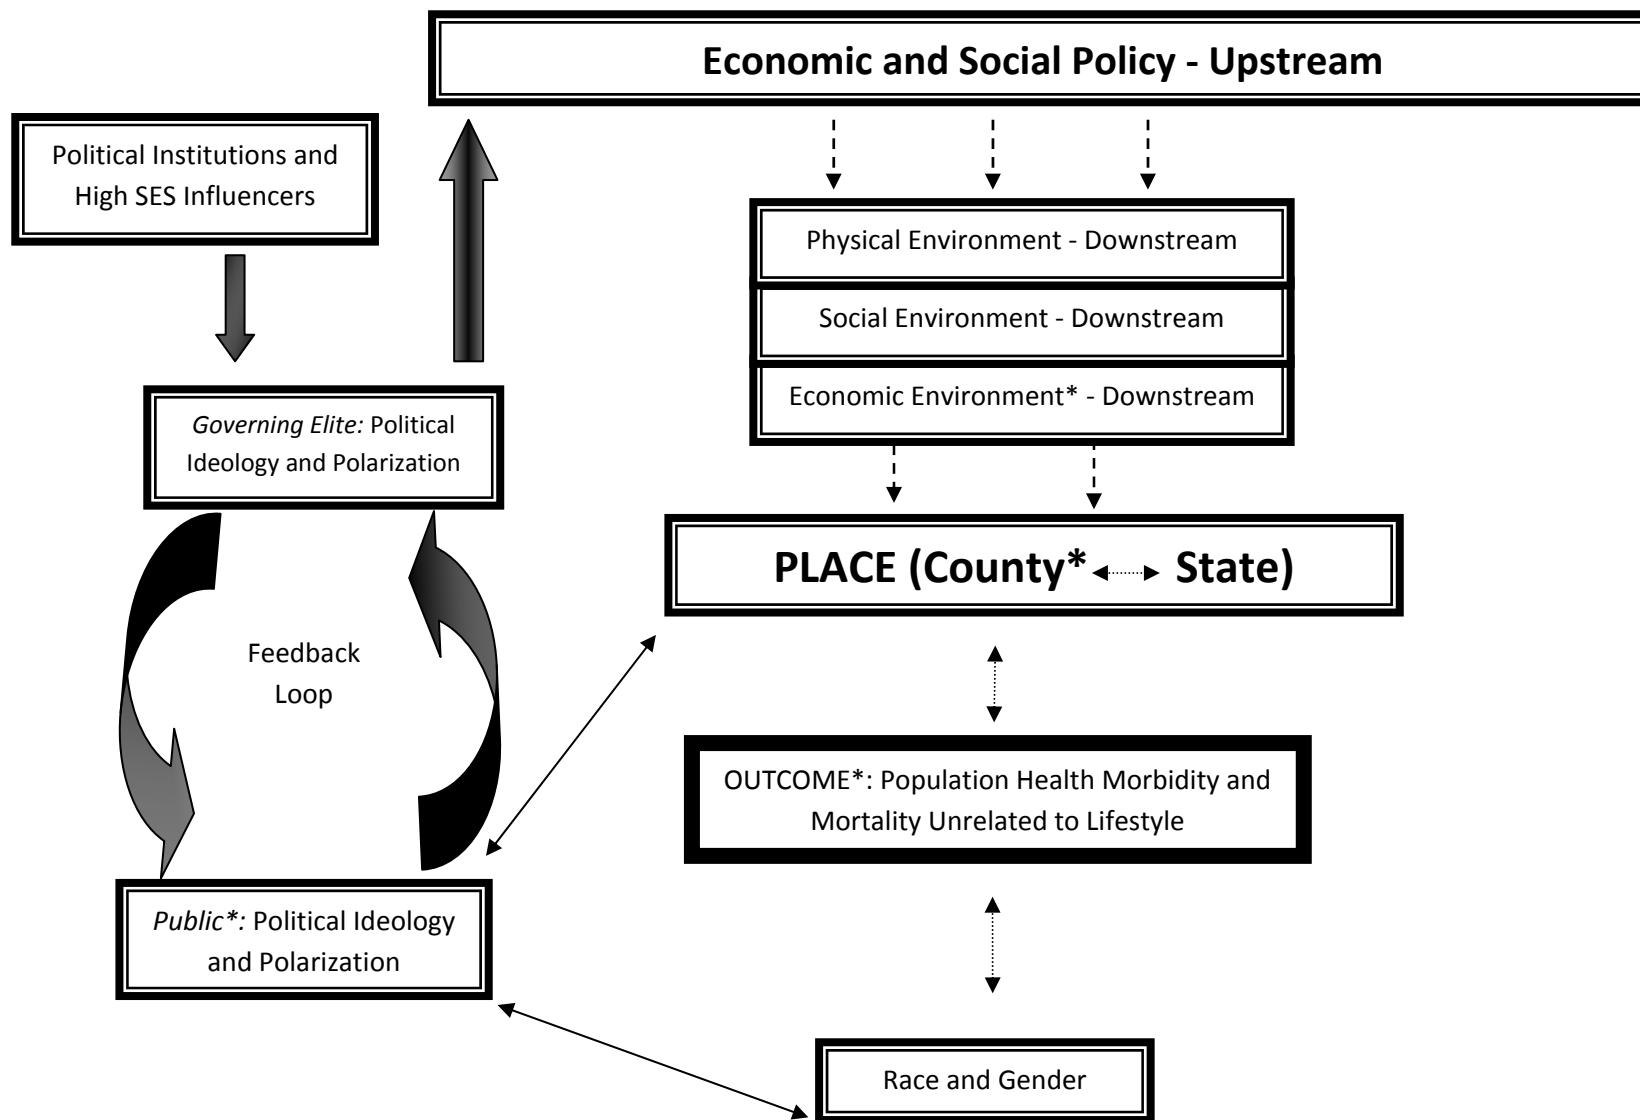 Economic and Social Policy - Upstream
Political Institutions and
High SES Influencers
Physical Environment - Downstream
Social Environment - Downstream
Economic Environment* - Downstream
Governing Elite: Political
Ideology and Polarization
PLACE (County* State)
Feedback
Loop
OUTCOME*: Population Health Morbidity and
Mortality Unrelated to Lifestyle
Public*: Political Ideology
and Polarization
Race and Gender